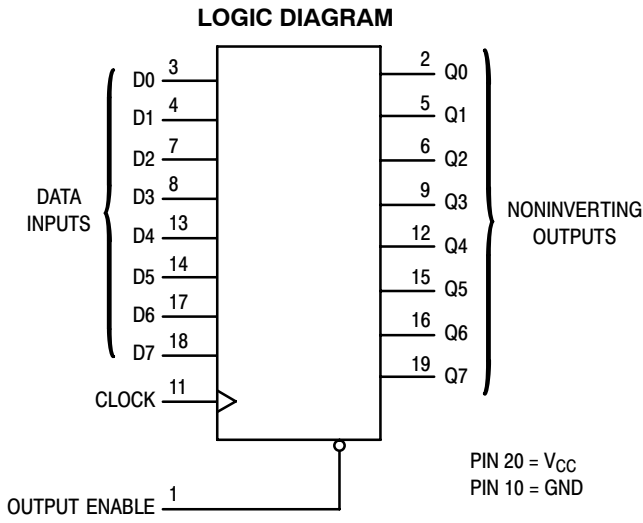 LOGIC DIAGRAM
D0 3
D1 4
D2 7
D3 8
D4 13
D5 14
D6 17
D7 18
DATA
INPUTS
CLOCK 11
OUTPUT ENABLE 1
2 Q0
5 Q1
6 Q2
9 Q3
12 Q4
15 Q5
16 Q6
19 Q7
NONINVERTING
OUTPUTS
PIN 20 = VCC
PIN 10 = GND